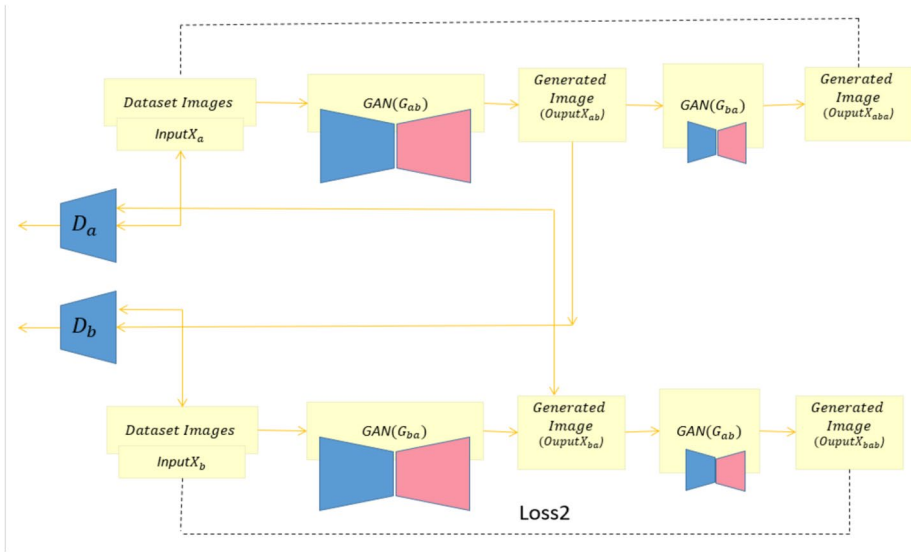 Dataset Images
InputX_a
GAN(G_ab)
Generated
Image
(OuputX_ab)
GAN(G_ba)
Generated
Image
(OuputX_aba)
D_a
D_b
Dataset Images
InputX_b
GAN(G_ba)
Generated
Image
(OuputX_ba)
GAN(G_ab)
Generated
Image
(OuputX_bab)
Loss2